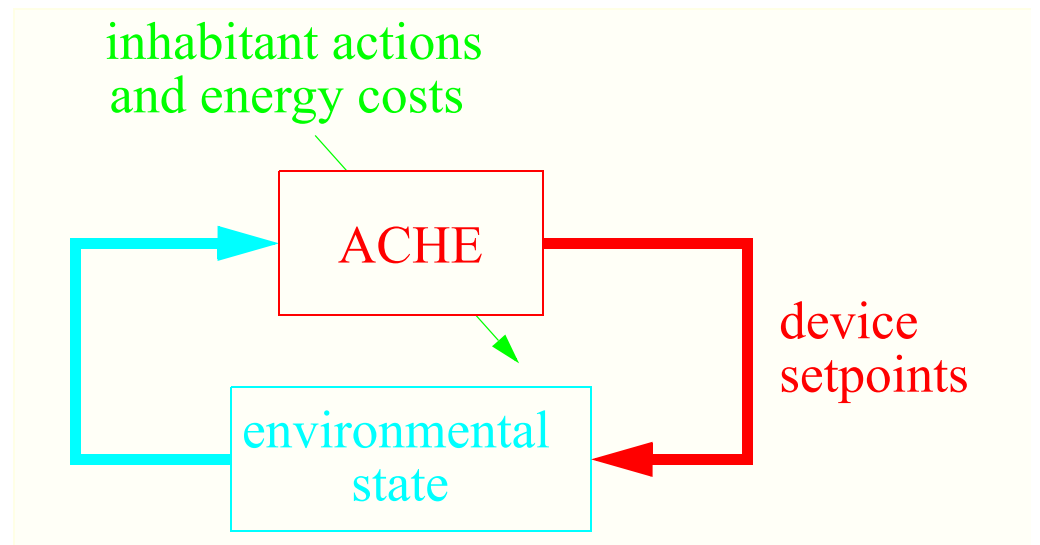 inhabitant actions
and energy costs
ACHE
device
setpoints
environmental
state